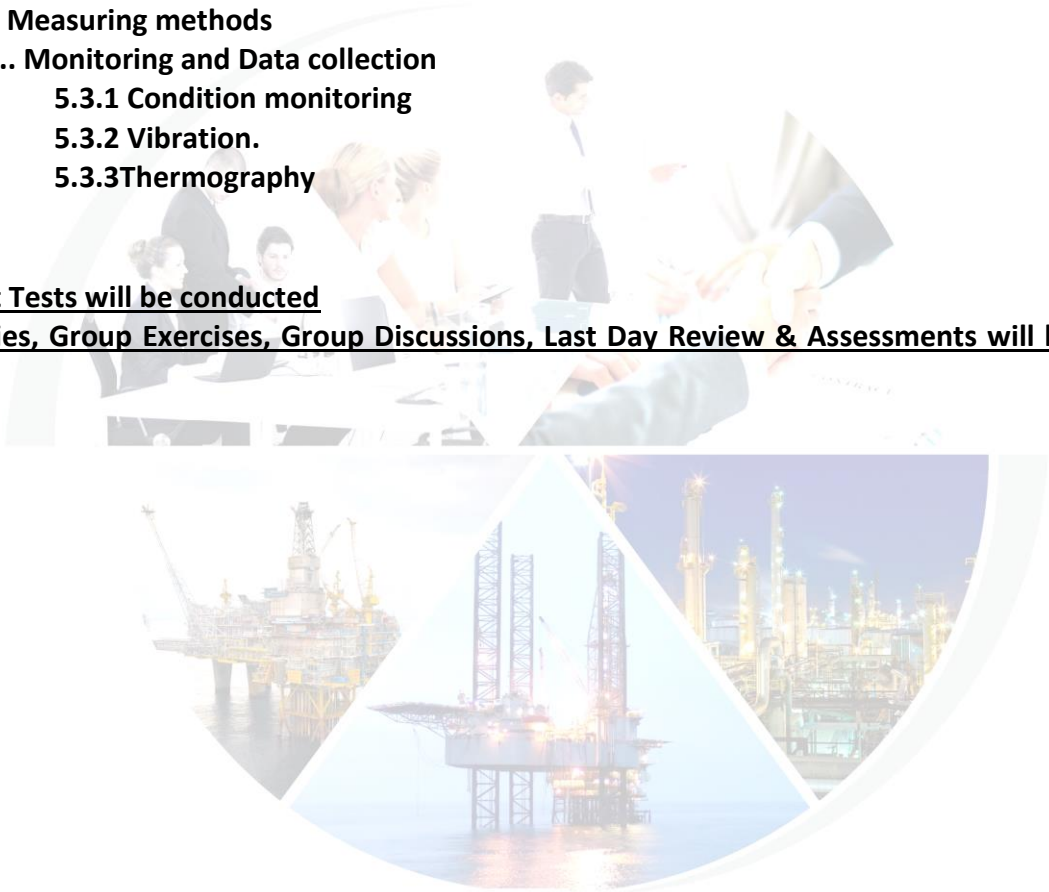 Measuring methods
.. Monitoring and Data collection
5.3.1 Condition monitoring
5.3.2 Vibration.
5.3.3Thermography
Tests will be conducted
Group Exercises, Group Discussions, Last Day Review & Assessments will
CONTRACT